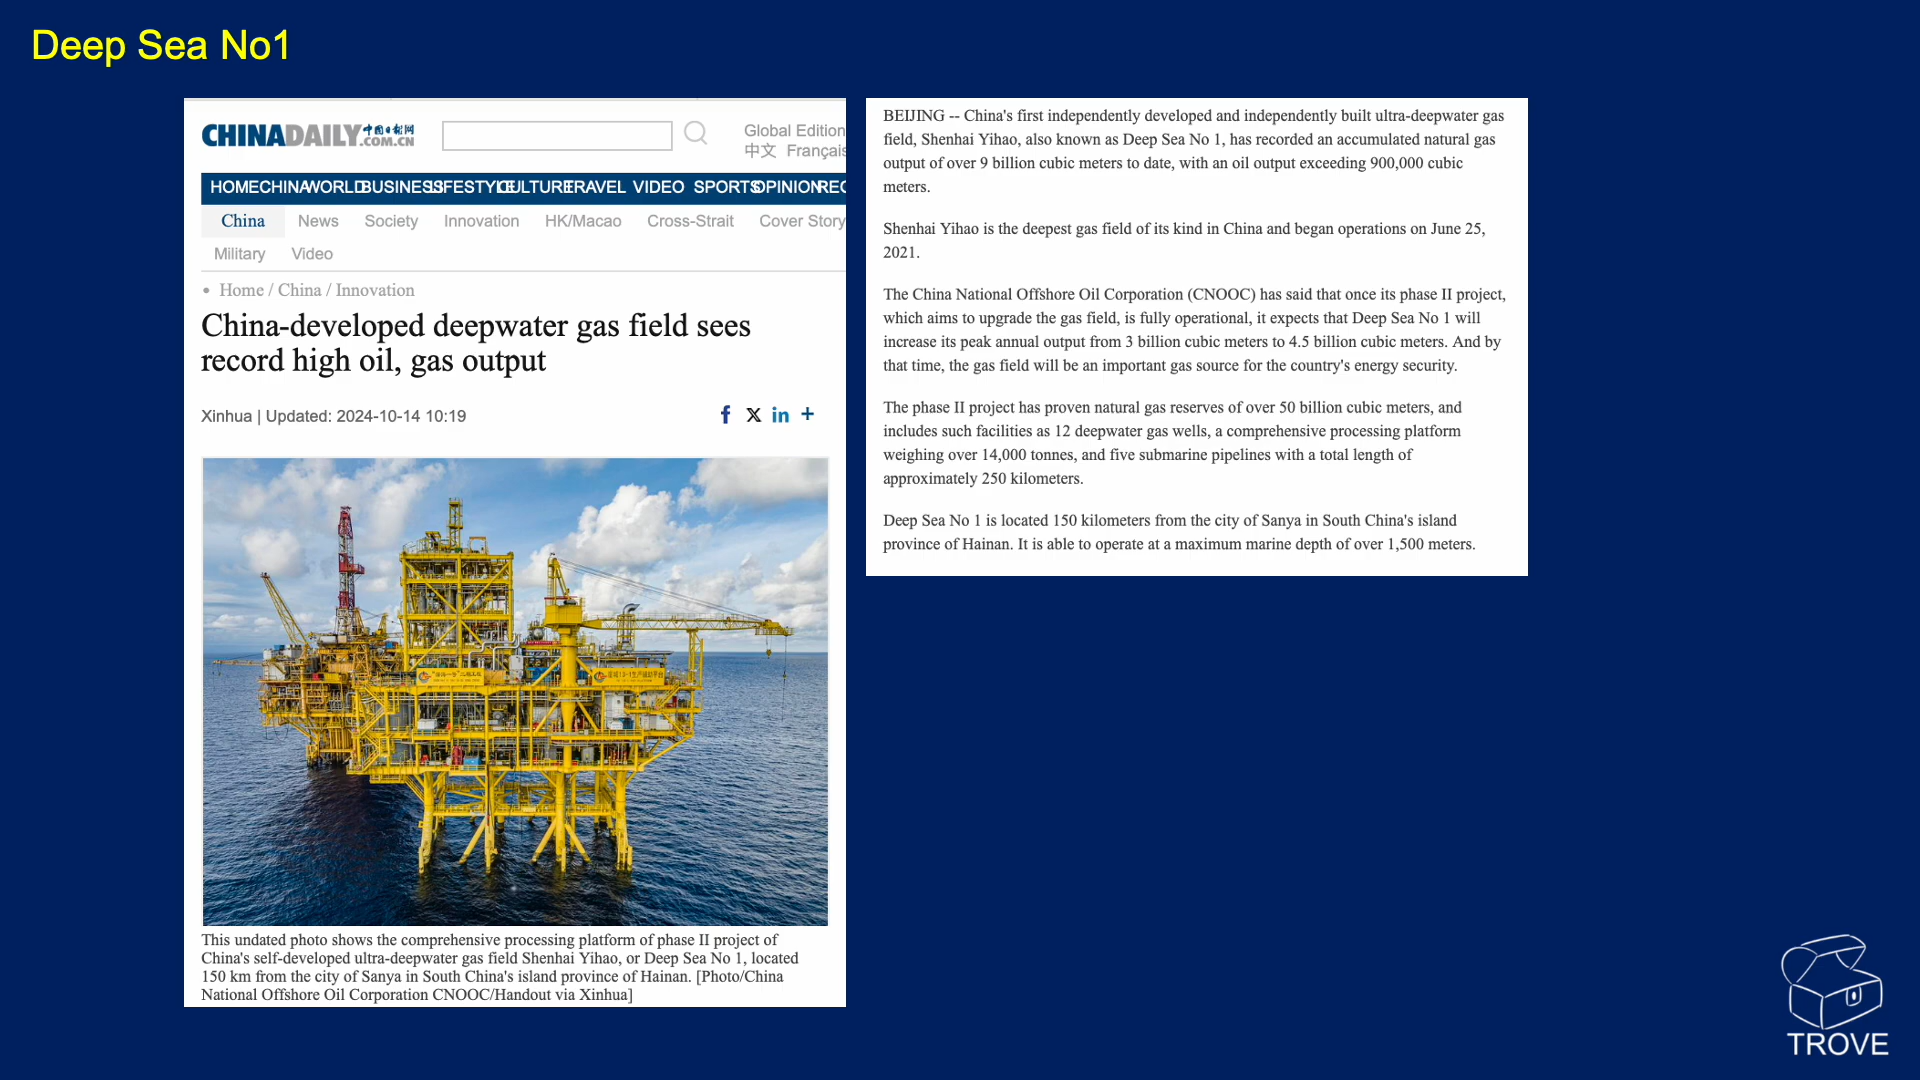 Deep Sea No1
CHINADAILY中国日报网
.COM.CN
Global Edition
中文 Français
HOME CHINA WORLD BUSINESS LIFESTYLE CULTURE TRAVEL VIDEO SPORTS OPINION REG
China News Society Innovation HK/Macao Cross-Strait Cover Story
Military Video
• Home / China / Innovation
China-developed deepwater gas field sees
record high oil, gas output
Xinhua | Updated: 2024-10-14 10:19
This undated photo shows the comprehensive processing platform of phase II project of
China's self-developed ultra-deepwater gas field Shenhai Yihao, or Deep Sea No 1, located
150 km from the city of Sanya in South China's island province of Hainan. [Photo/China
National Offshore Oil Corporation CNOOC/Handout via Xinhua]
BEIJING -- China's first independently developed and independently built ultra-deepwater gas
field, Shenhai Yihao, also known as Deep Sea No 1, has recorded an accumulated natural gas
output of over 9 billion cubic meters to date, with an oil output exceeding 900,000 cubic
meters.
Shenhai Yihao is the deepest gas field of its kind in China and began operations on June 25,
2021.
The China National Offshore Oil Corporation (CNOOC) has said that once its phase II project,
which aims to upgrade the gas field, is fully operational, it expects that Deep Sea No 1 will
increase its peak annual output from 3 billion cubic meters to 4.5 billion cubic meters. And by
that time, the gas field will be an important gas source for the country's energy security.
The phase II project has proven natural gas reserves of over 50 billion cubic meters, and
includes such facilities as 12 deepwater gas wells, a comprehensive processing platform
weighing over 14,000 tonnes, and five submarine pipelines with a total length of
approximately 250 kilometers.
Deep Sea No 1 is located 150 kilometers from the city of Sanya in South China's island
province of Hainan. It is able to operate at a maximum marine depth of over 1,500 meters.
TROVE